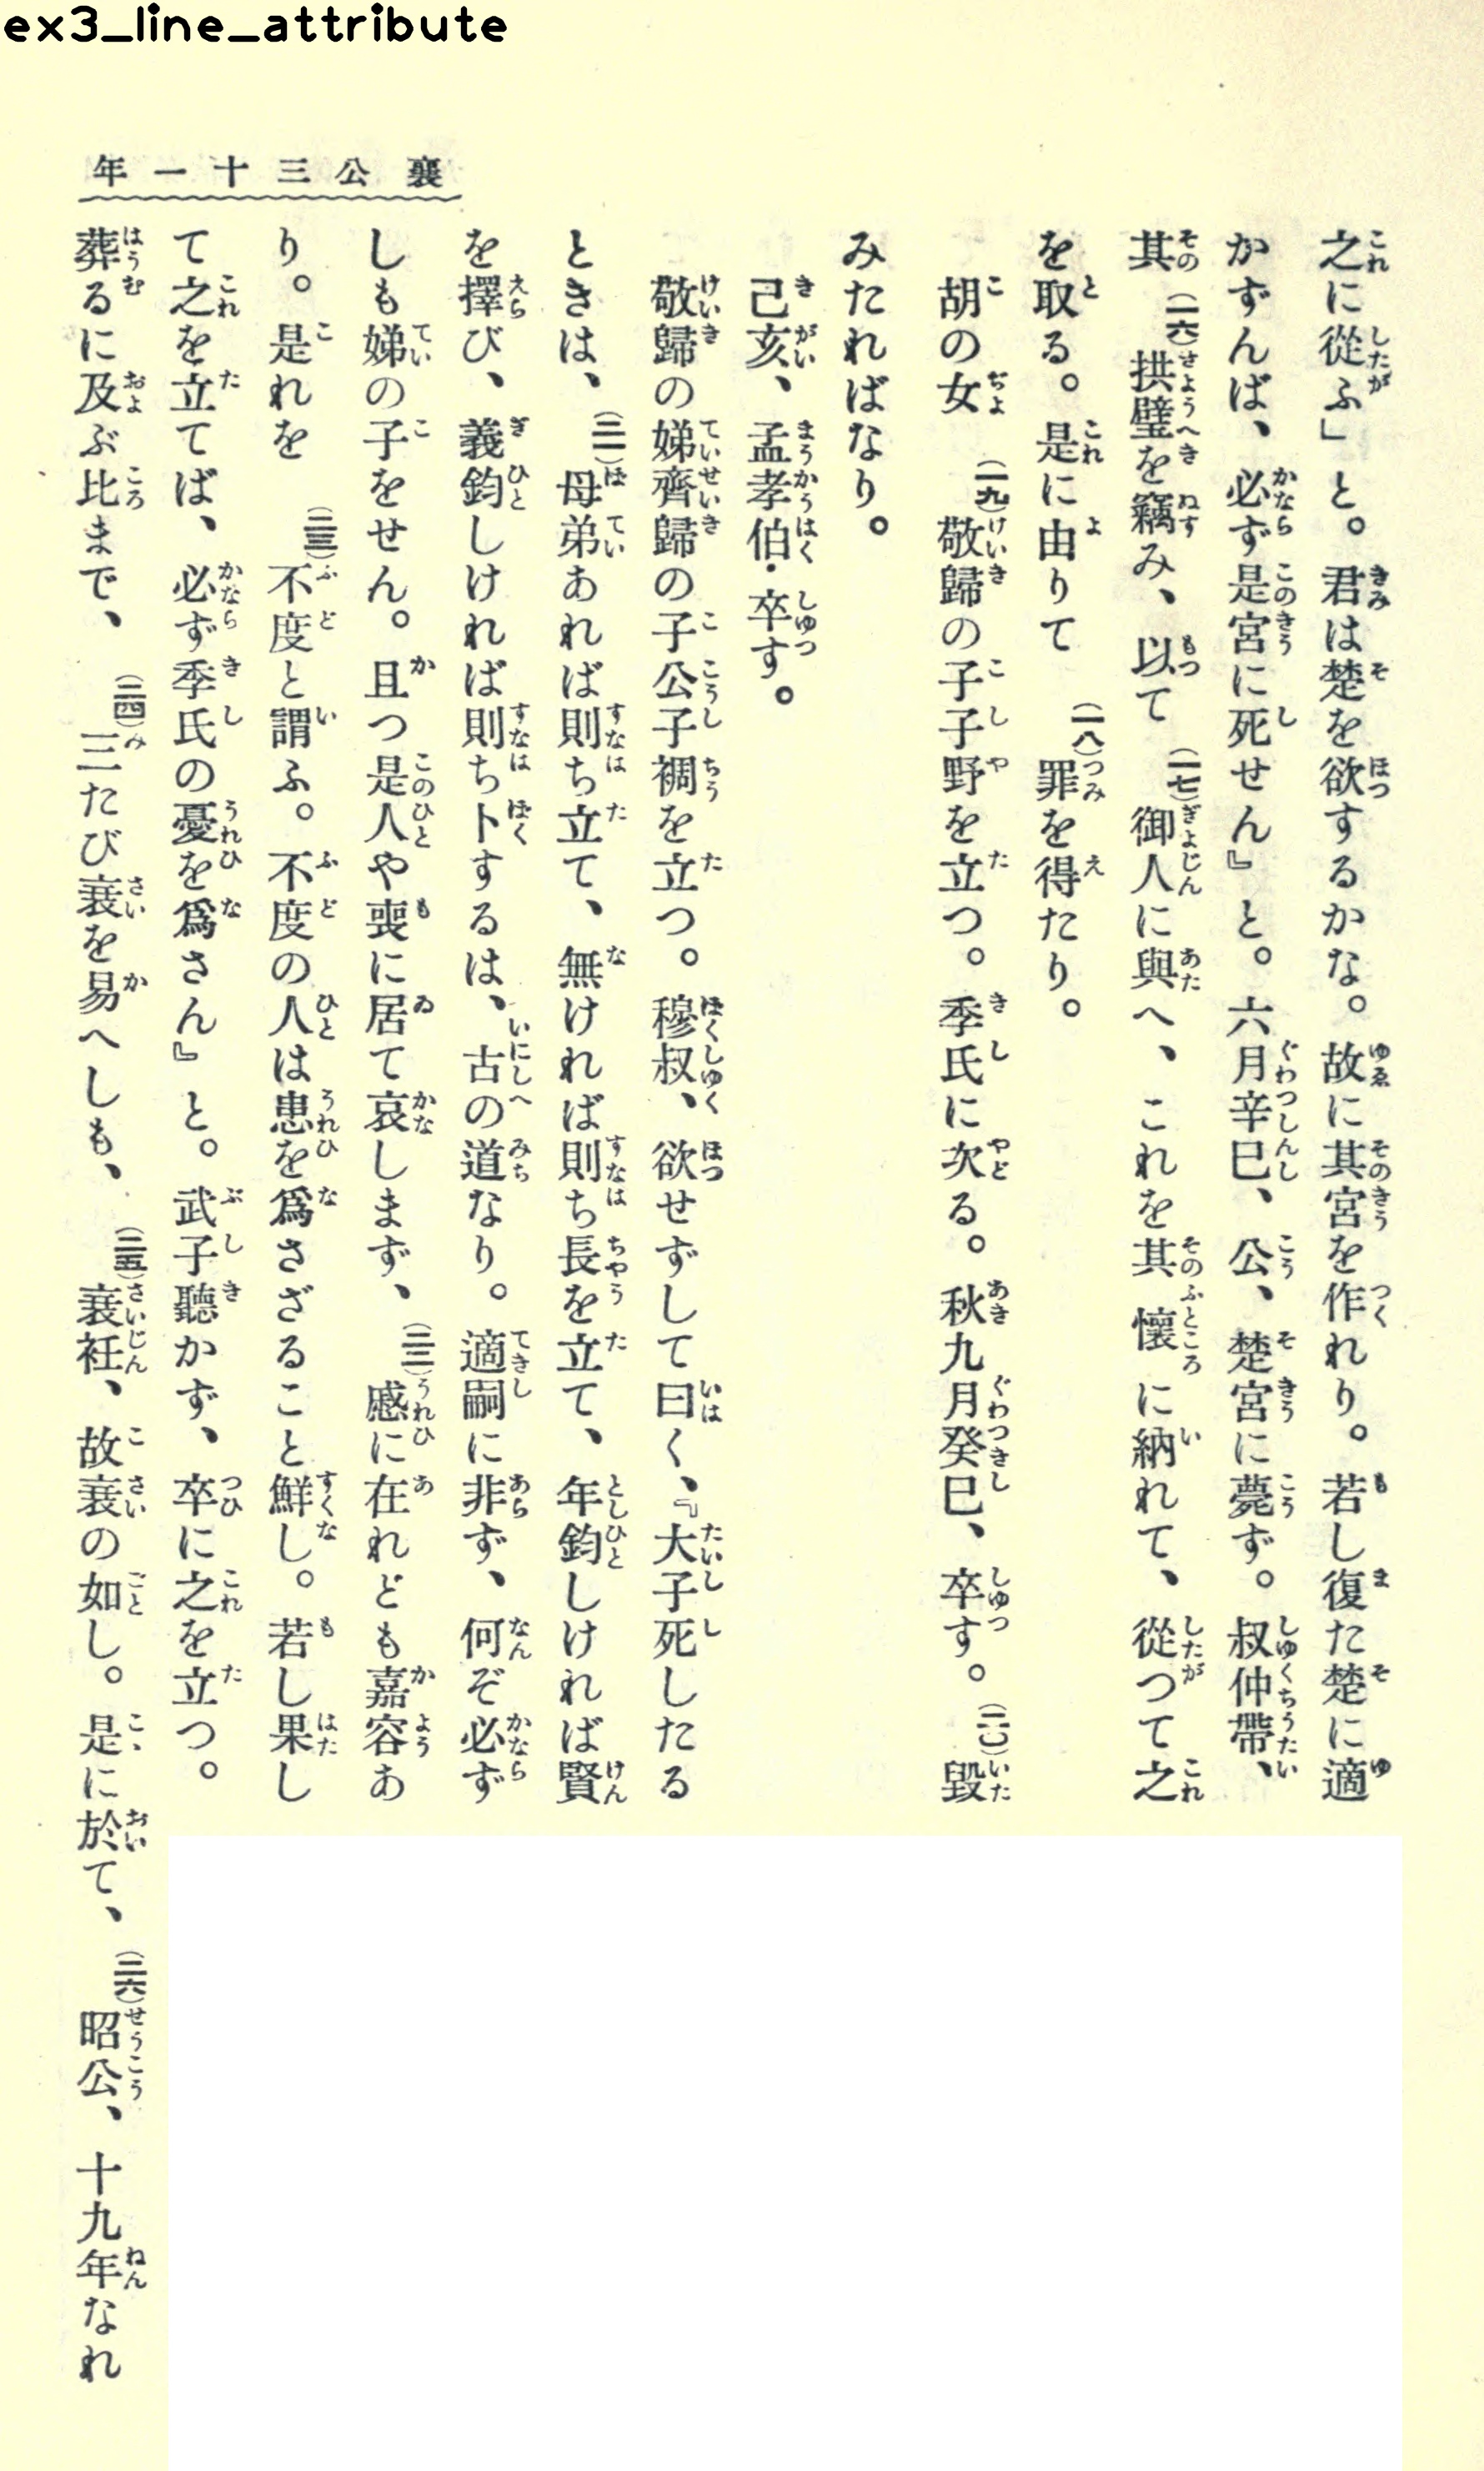 ex3_line_attribute
襄公三十一年
之に從ふ」と。君は楚を欲するかな。故に其宮を作れり。若し復た楚に適
かずんば、必ず是宮に死せん』と。六月辛巳、公、楚宮に薨ず。叔仲帶、
其(一六)拱璧を竊み、以て(一七)御人に與へ、これを其懷に納れて、從つて之
を取る。是に由りて(一八)罪を得たり。
胡の女(一九)敬歸の子子野を立つ。季氏に次る。秋九月癸巳、卒す。(二〇)毀
みたればなり。
己亥、孟孝伯・卒す。
敬歸の娣齊歸の子公子裯を立つ。穆叔、欲せずして曰く、『大子死したる
ときは、(二一)母弟あれば則ち立て、無ければ則ち長を立て、年鈞しければ賢
を擇び、義鈞しければ則ち卜するは、古の道なり。適嗣に非ず、何ぞ必ず
しも娣の子をせん。且つ是人や喪に居て哀します、(二二)慼に在れども嘉容あ
り。是れを(二三)不度と謂ふ。不度の人は患を爲さざること鮮し。若し果し
て之を立てば、必ず季氏の憂を爲さん』と。武子聽かず、卒に之を立つ。
葬るに及ぶ比まで、(二四)三たび衰を易へしも、(二五)衰衽、故衰の如し。是に於て、(二六)昭公、十九年なれ